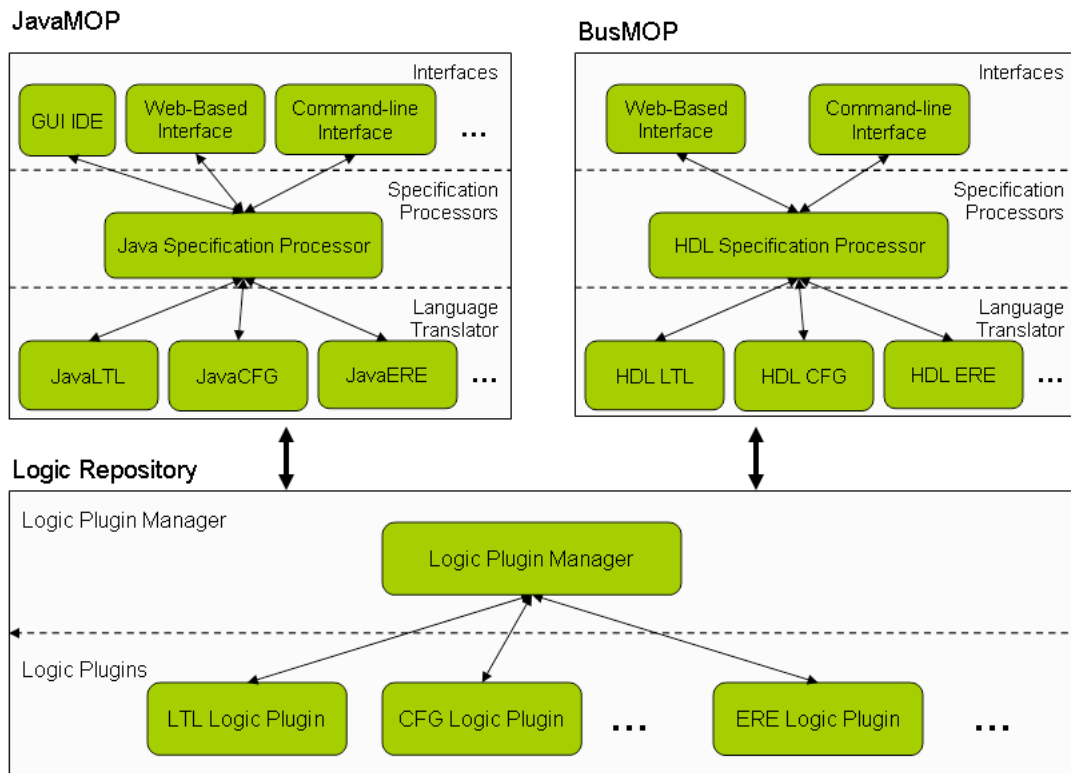 JavaMOP
Interfaces
GUI IDE
Web-Based
Interface
Command-line
Interface
...
Specification
Processors
Java Specification Processor
Language
Translator
JavaLTL
JavaCFG
JavaERE
...
BusMOP
Interfaces
Web-Based
Interface
Command-line
Interface
Specification
Processors
HDL Specification Processor
Language
Translator
HDL LTL
HDL CFG
HDL ERE
...
Logic Repository
Logic Plugin Manager
Logic Plugin Manager
Logic Plugins
LTL Logic Plugin
CFG Logic Plugin
...
ERE Logic Plugin
...